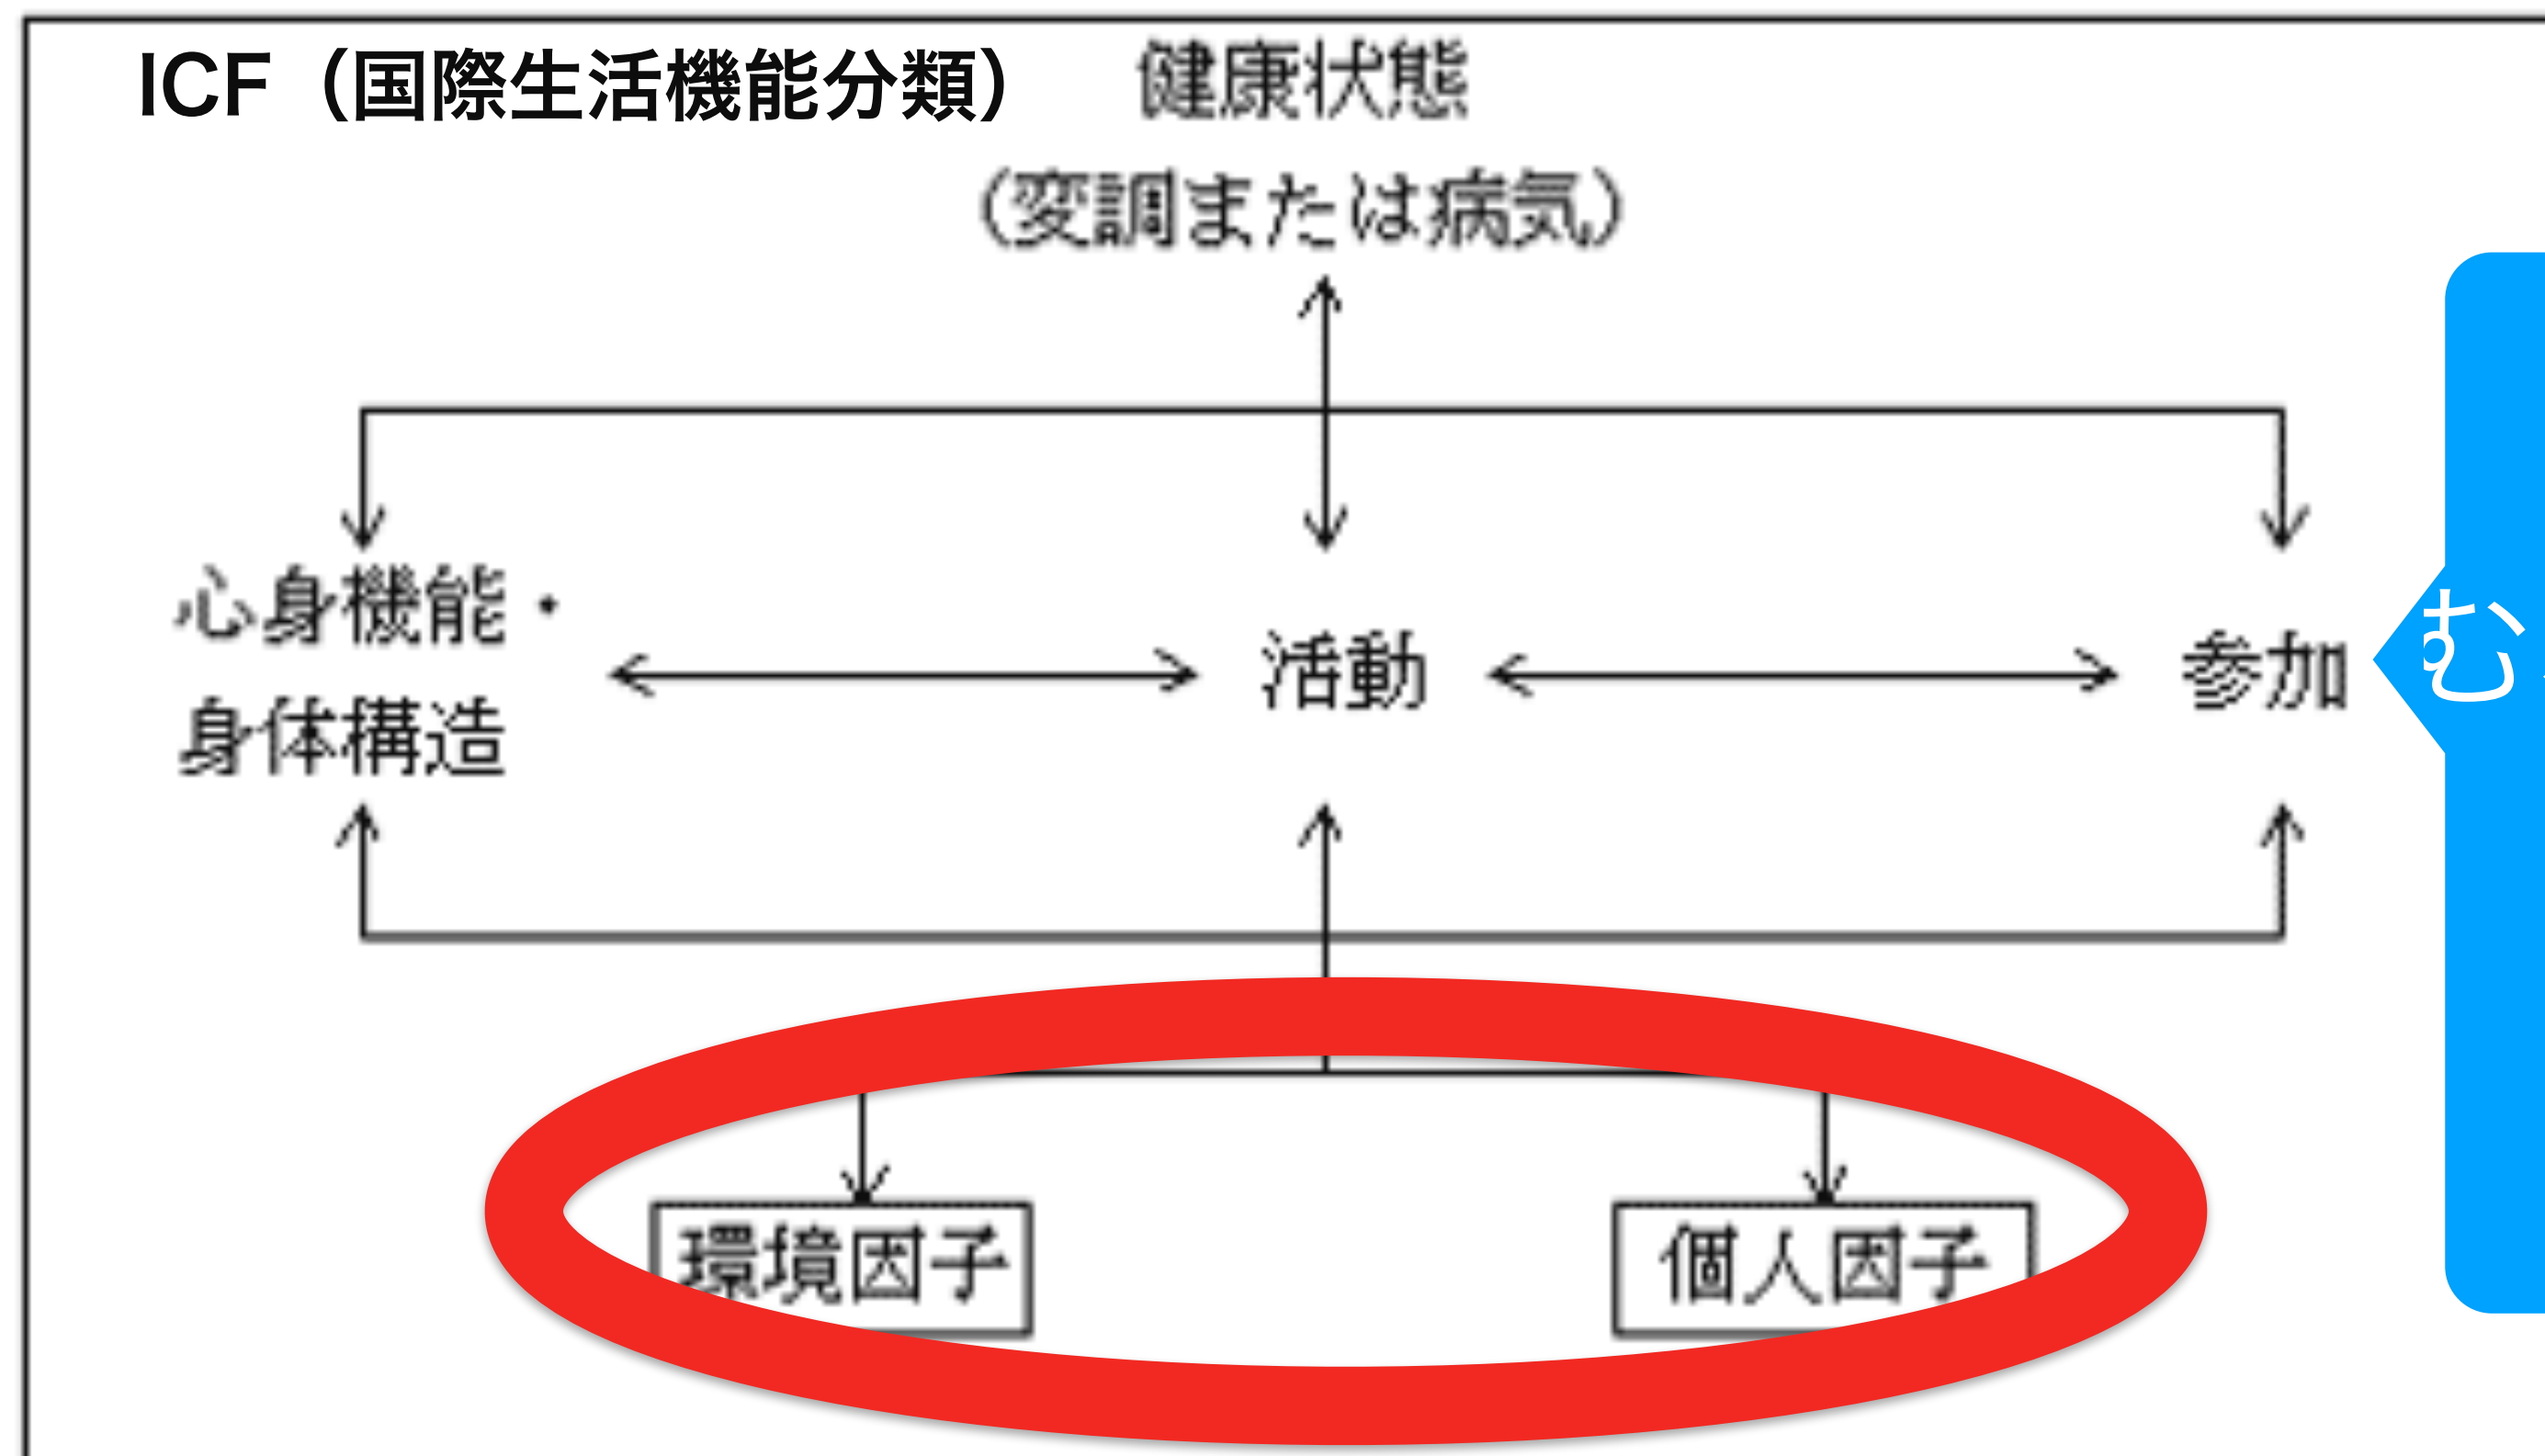 ICF（国際生活機能分類）
健康状態
（変調または病気）
心身機能・
身体構造
活動
参加
む
環境因子
個人因子